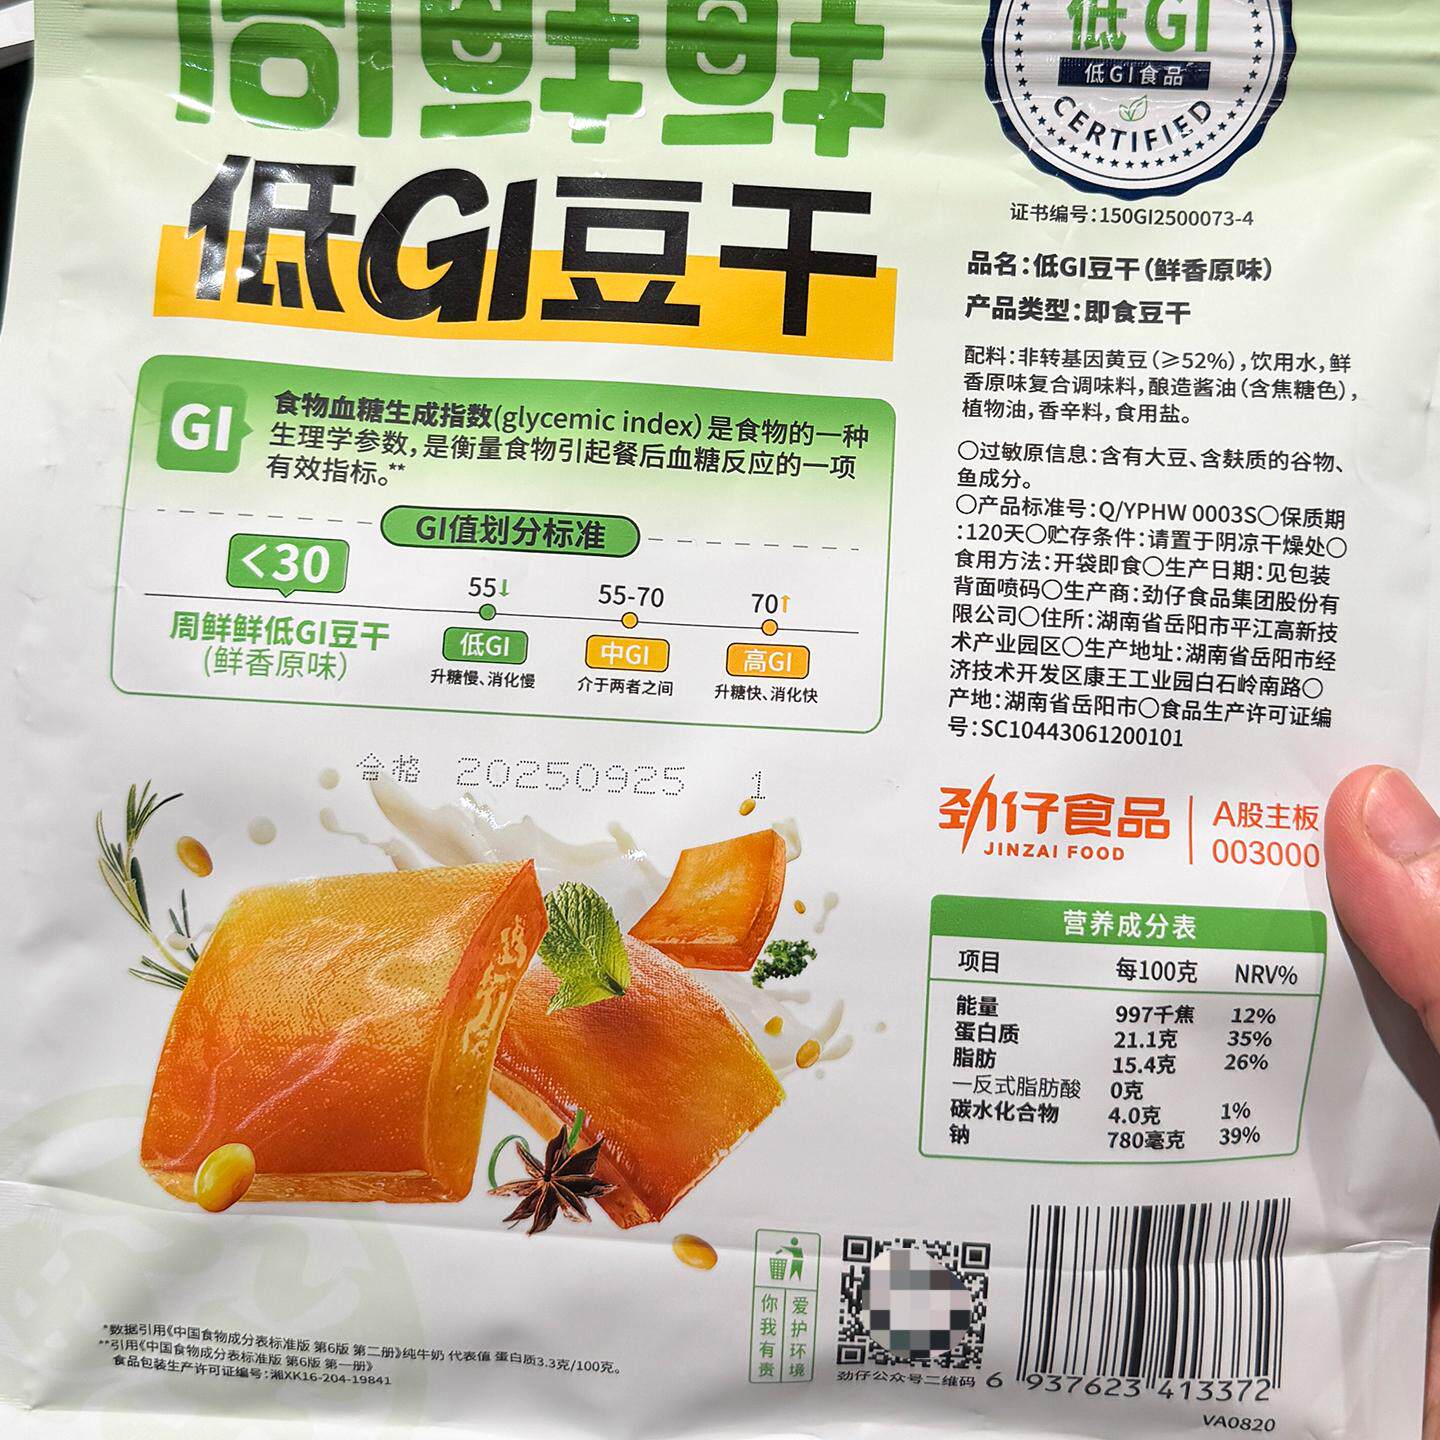 周鲜鲜
低GI豆干
低 GI
低GI食品
CERTIFIED
证书编号:150GI2500073-4
品名:低GI豆干(鲜香原味)
产品类型:即食豆干
配料:非转基因黄豆(≥52%),饮用水,鲜
香原味复合调味料,酿造酱油(含焦糖色),
植物油,香辛料,食用盐。
○过敏原信息:含有大豆、含麸质的谷物、
鱼成分。
○产品标准号:Q/YPHW 0003S○保质期
:120天○贮存条件:请置于阴凉干燥处○
食用方法:开袋即食○生产日期:见包装
背面喷码○生产商:劲仔食品集团股份有
限公司○住所:湖南省岳阳市平江高新技
术产业园区○生产地址:湖南省岳阳市经
济技术开发区康王工业园白石岭南路○
产地:湖南省岳阳市○食品生产许可证编
号:SC10443061200101
GI
食物血糖生成指数(glycemic index)是食物的一种
生理学参数,是衡量食物引起餐后血糖反应的一项
有效指标。**
GI值划分标准
<30
周鲜鲜低GI豆干
(鲜香原味)
55↓
低GI
升糖慢、消化慢
55-70
中GI
介于两者之间
70↑
高GI
升糖快、消化快
合格 20250925 1
劲仔食品
JINZAI FOOD
A股主板
003000
营养成分表
项目 每100克 NRV%
能量 997千焦 12%
蛋白质 21.1克 35%
脂肪 15.4克 26%
—反式脂肪酸 0克
碳水化合物 4.0克 1%
钠 780毫克 39%
你我有责
爱护环境
劲仔公众号二维码
6 937623 413372
VA0820
*数据引用《中国食物成分表标准版 第6版 第二册》纯牛奶 代表值 蛋白质3.3克/100克。
**引用《中国食物成分表标准版 第6版 第一册》
食品包装生产许可证编号:湘XK16-204-19841